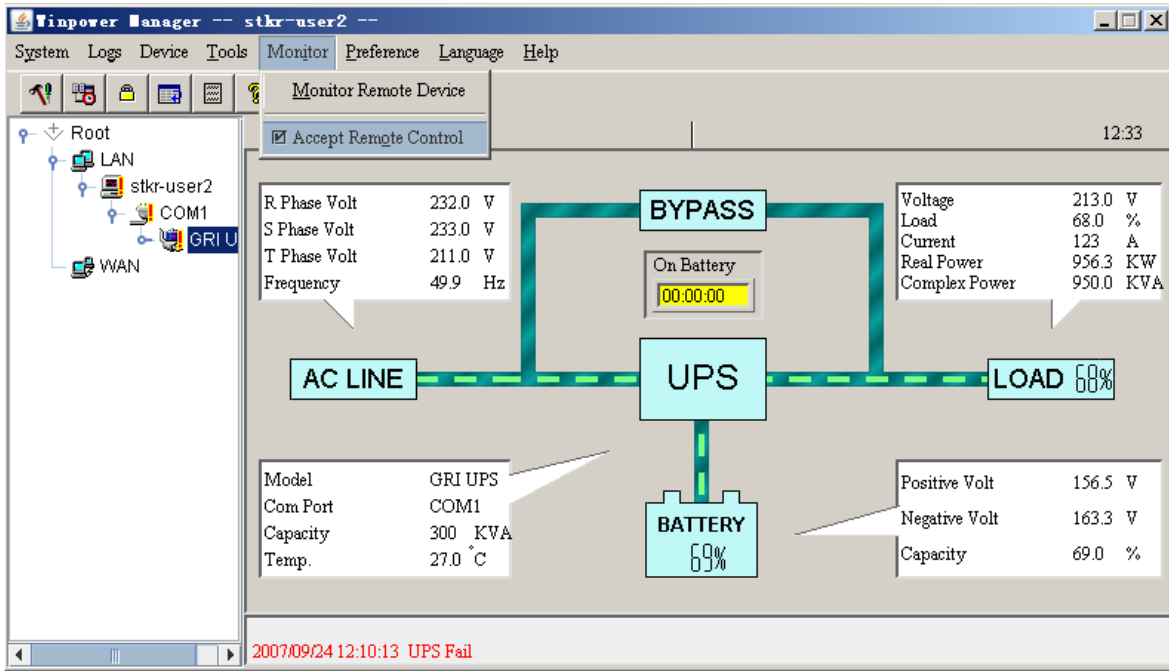 Winpower Manager -- stkr-user2 --
System Logs Device Tools Monitor Preference Language Help
Monitor Remote Device
Accept Remote Control
12:33
Root
LAN
stkr-user2
COM1
GRI U
WAN
R Phase Volt 232.0 V
S Phase Volt 233.0 V
T Phase Volt 211.0 V
Frequency 49.9 Hz
BYPASS
On Battery
00:00:00
Voltage 213.0 V
Load 68.0 %
Current 123 A
Real Power 956.3 KW
Complex Power 950.0 KVA
AC LINE
UPS
LOAD 68%
Model GRI UPS
Com Port COM1
Capacity 300 KVA
Temp. 27.0 °C
BATTERY
69%
Positive Volt 156.5 V
Negative Volt 163.3 V
Capacity 69.0 %
2007/09/24 12:10:13 UPS Fail